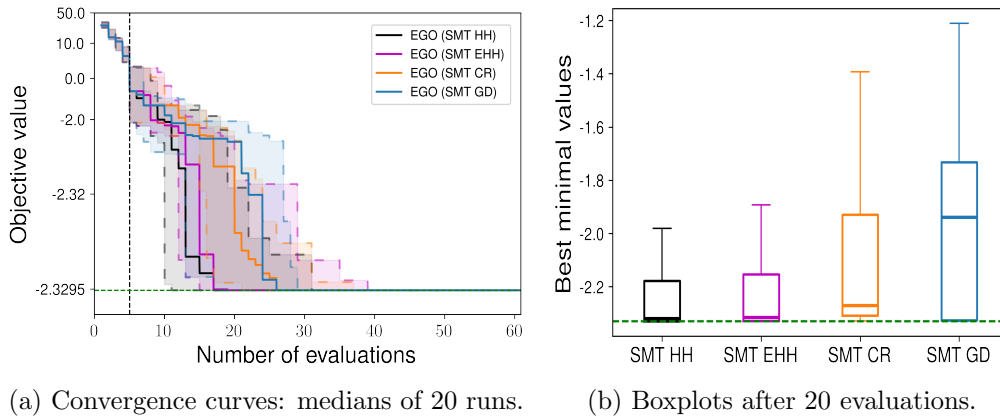 50.0
10.0
0.0
-2.0
-2.32
-2.3295
Objective value
EGO (SMT HH)
EGO (SMT EHH)
EGO (SMT CR)
EGO (SMT GD)
0 10 20 30 40 50 60
Number of evaluations
(a) Convergence curves: medians of 20 runs.
-1.2
-1.4
-1.6
-1.8
-2.0
-2.2
Best minimal values
SMT HH SMT EHH SMT CR SMT GD
(b) Boxplots after 20 evaluations.